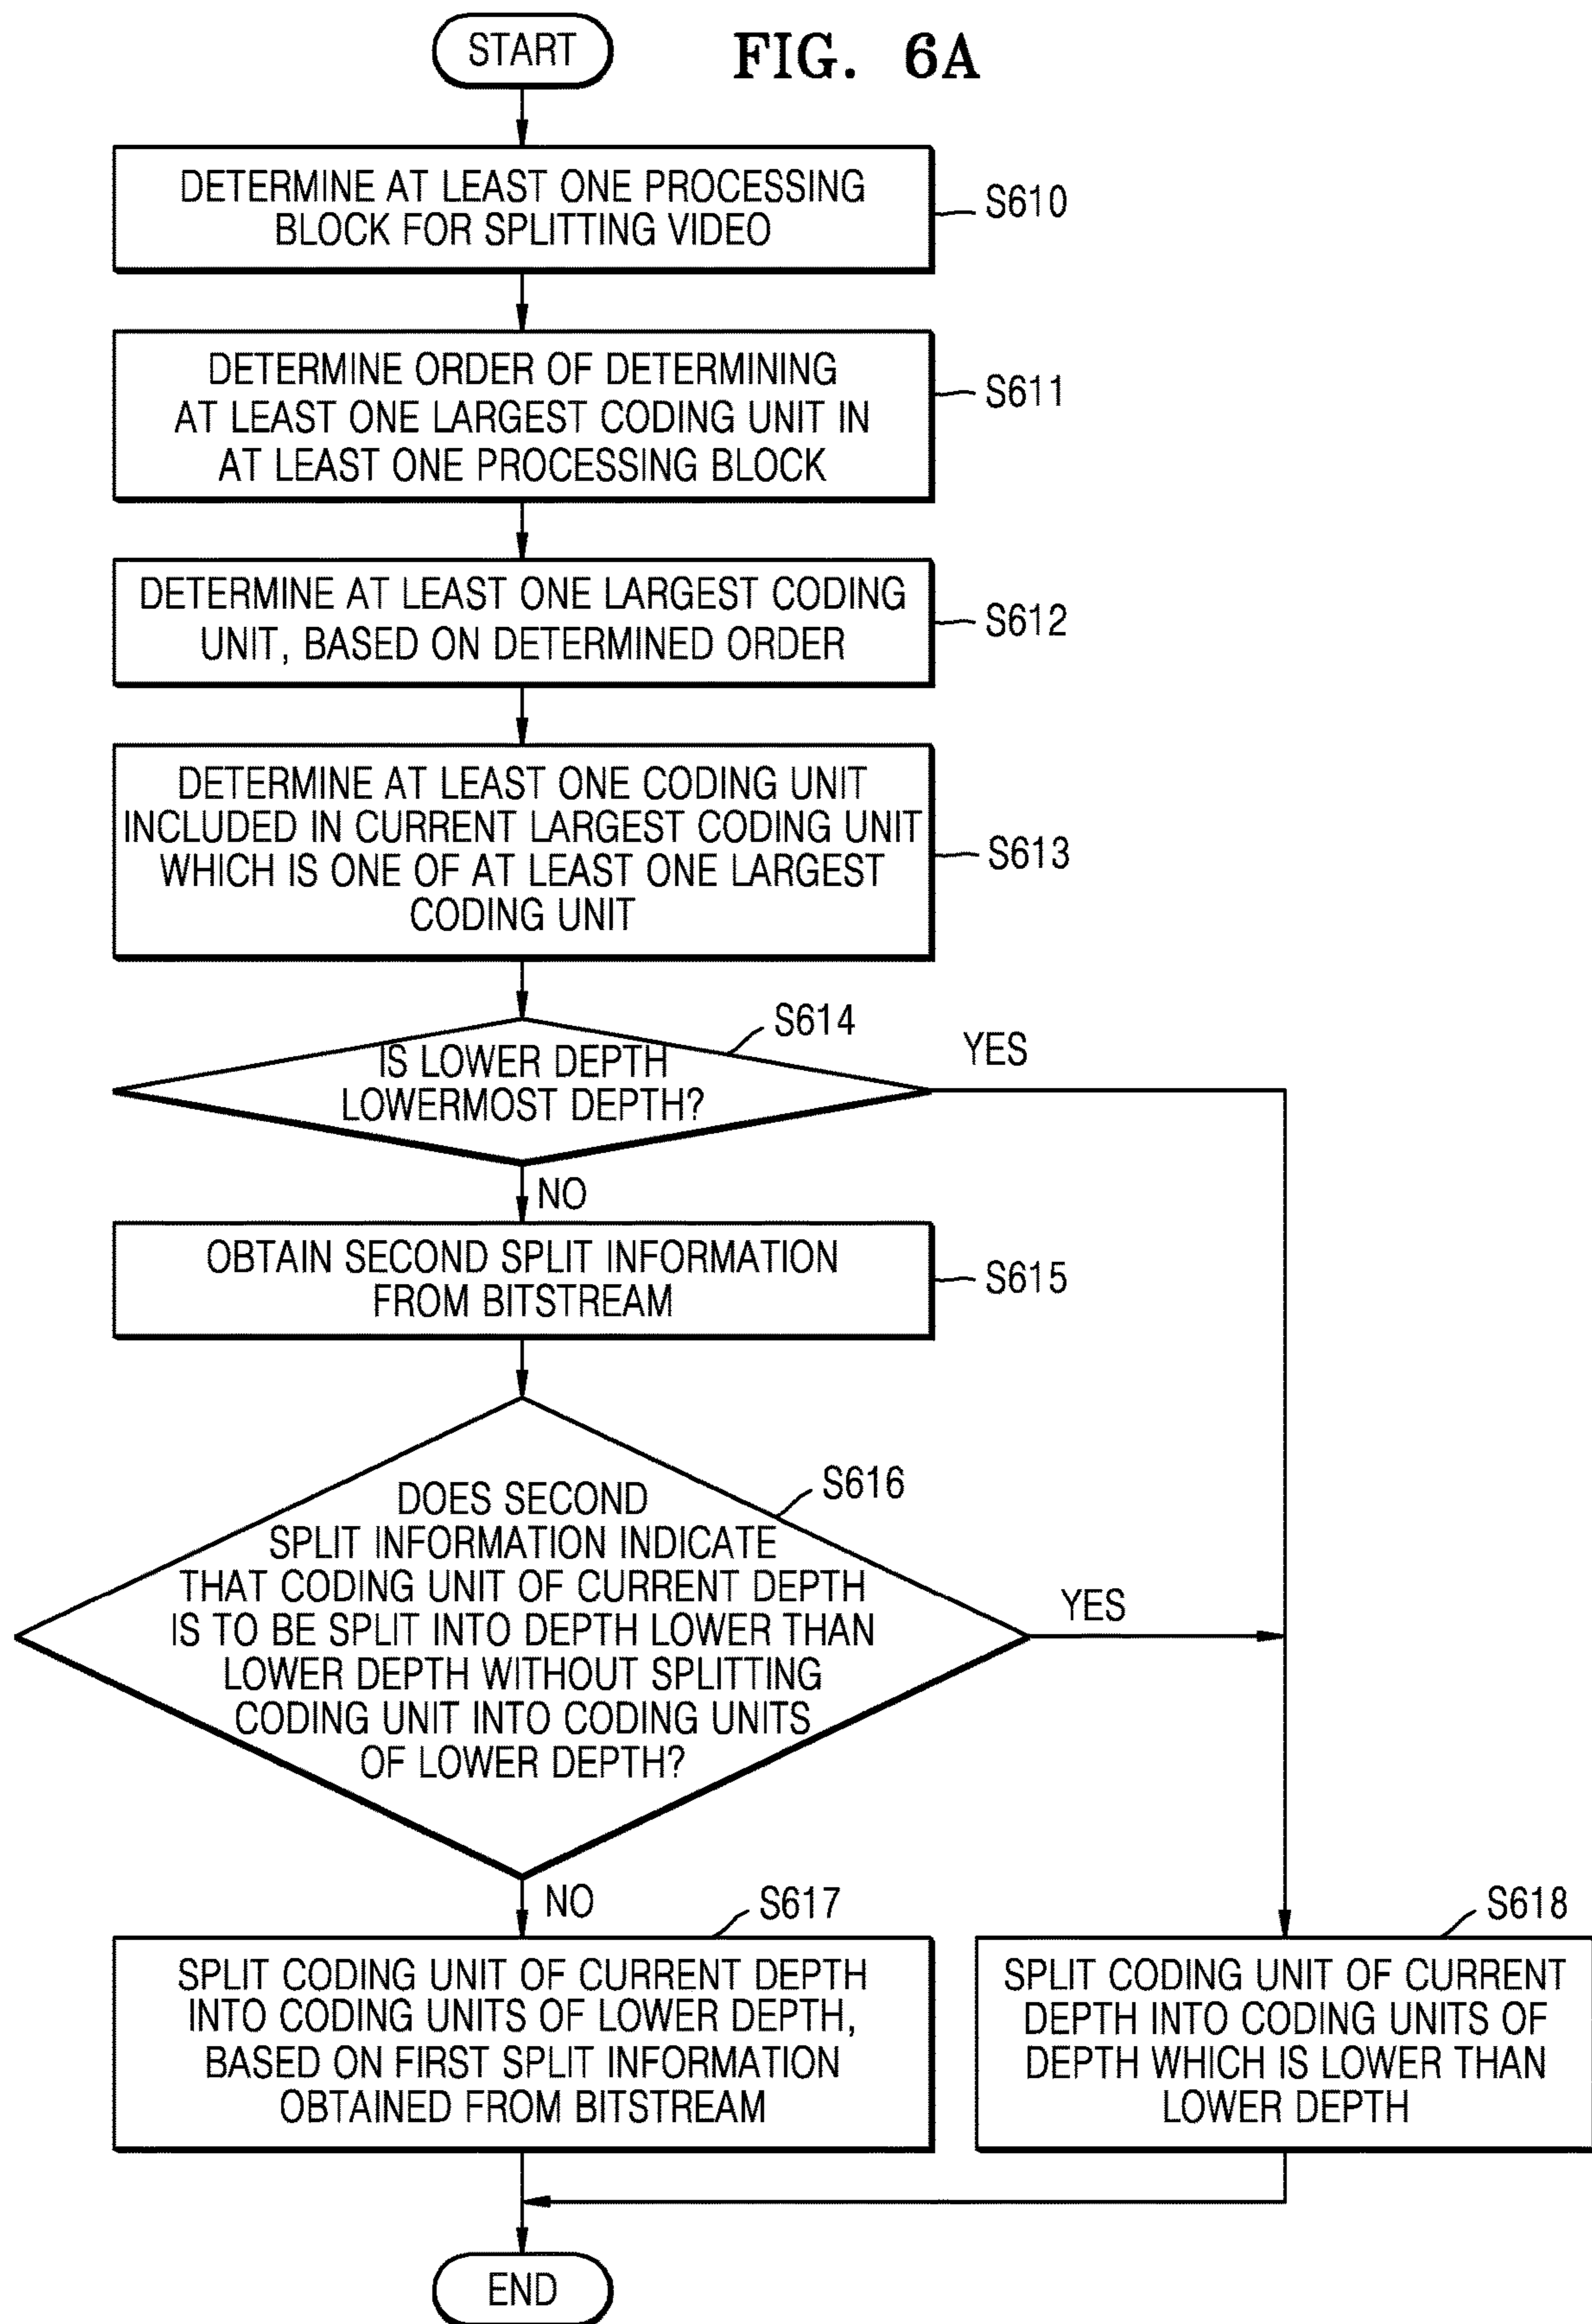 START
FIG. 6A
DETERMINE AT LEAST ONE PROCESSING
BLOCK FOR SPLITTING VIDEO
S610
DETERMINE ORDER OF DETERMINING
AT LEAST ONE LARGEST CODING UNIT IN
AT LEAST ONE PROCESSING BLOCK
S611
DETERMINE AT LEAST ONE LARGEST CODING
UNIT, BASED ON DETERMINED ORDER
S612
DETERMINE AT LEAST ONE CODING UNIT
INCLUDED IN CURRENT LARGEST CODING UNIT
WHICH IS ONE OF AT LEAST ONE LARGEST
CODING UNIT
S613
S614
IS LOWER DEPTH
LOWERMOST DEPTH?
YES
NO
OBTAIN SECOND SPLIT INFORMATION
FROM BITSTREAM
S615
S616
DOES SECOND
SPLIT INFORMATION INDICATE
THAT CODING UNIT OF CURRENT DEPTH
IS TO BE SPLIT INTO DEPTH LOWER THAN
LOWER DEPTH WITHOUT SPLITTING
CODING UNIT INTO CODING UNITS
OF LOWER DEPTH?
YES
NO
S617
SPLIT CODING UNIT OF CURRENT DEPTH
INTO CODING UNITS OF LOWER DEPTH,
BASED ON FIRST SPLIT INFORMATION
OBTAINED FROM BITSTREAM
S618
SPLIT CODING UNIT OF CURRENT
DEPTH INTO CODING UNITS OF
DEPTH WHICH IS LOWER THAN
LOWER DEPTH
END